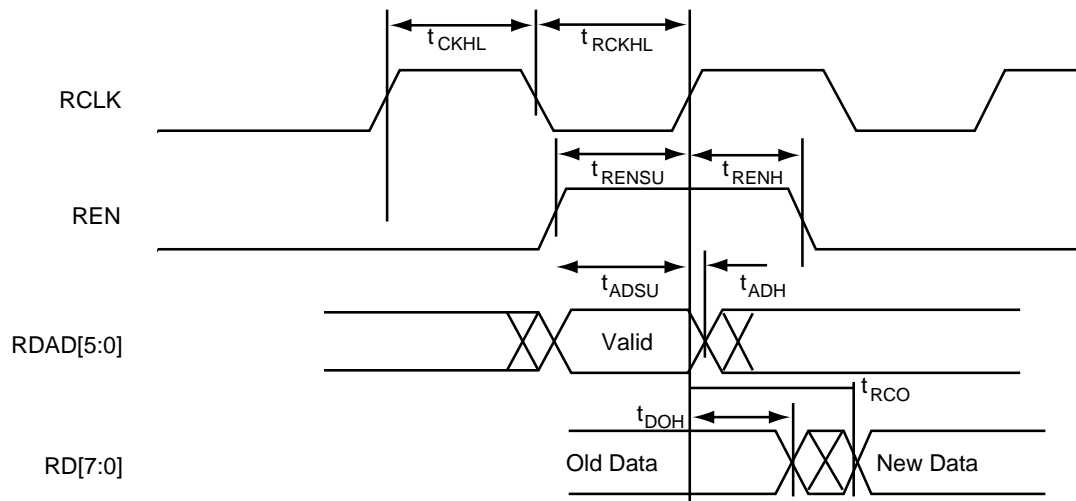 tCKHL tRCKHL
RCLK
tRENSU tRENH
REN
tADSU tADH
RDAD[5:0] Valid
tRCO
tDOH
RD[7:0] Old Data New Data